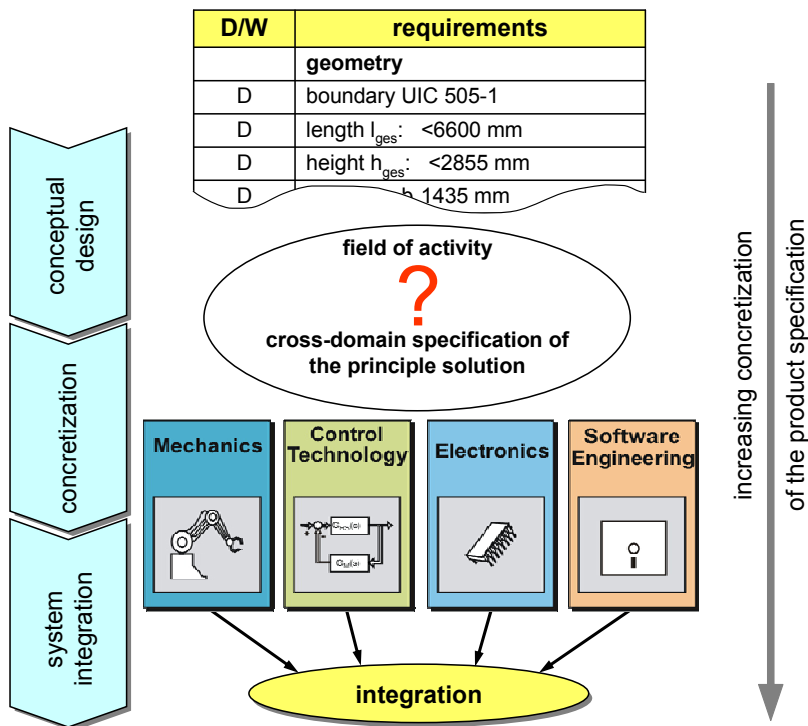 D/W requirements
geometry
D boundary UIC 505-1
D length l_ges: <6600 mm
D height h_ges: <2855 mm
D 1435 mm
conceptual
design
field of activity
?
cross-domain specification of
the principle solution
concretization
Mechanics
Control
Technology
Electronics
Software
Engineering
system
integration
integration
increasing concretization
of the product specification